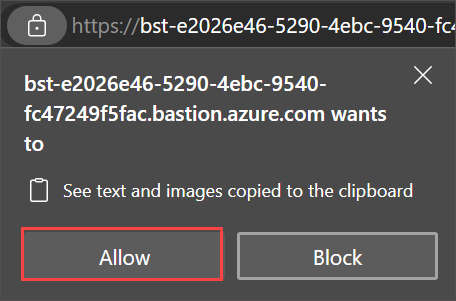 https://bst-e2026e46-5290-4ebc-9540-fc4
bst-e2026e46-5290-4ebc-9540-
fc47249f5fac.bastion.azure.com wants
to
See text and images copied to the clipboard
Allow
Block